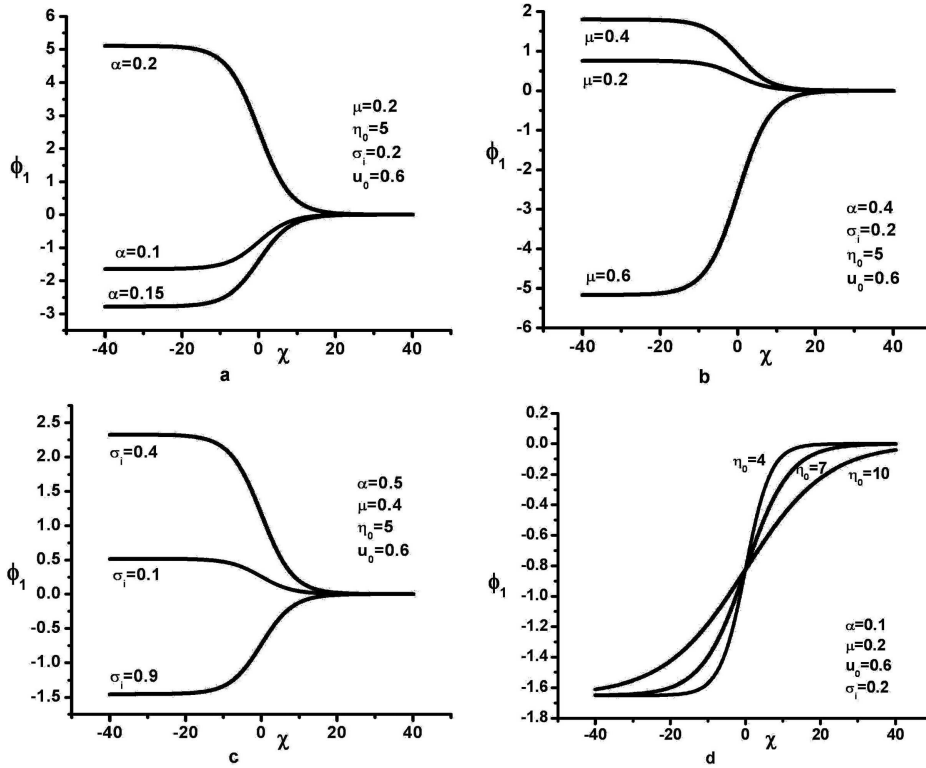 6
5
4
3
2
1
0
-1
-2
-3
ϕ₁
α=0.2
α=0.1
α=0.15
μ=0.2
η₀=5
σᵢ=0.2
u₀=0.6
-40 -20 0 20 40
χ
a
2
1
0
-1
-2
-3
-4
-5
-6
ϕ₁
μ=0.4
μ=0.2
μ=0.6
α=0.4
σᵢ=0.2
η₀=5
u₀=0.6
-40 -20 0 20 40
χ
b
2.5
2.0
1.5
1.0
0.5
0.0
-0.5
-1.0
-1.5
ϕ₁
σᵢ=0.4
σᵢ=0.1
σᵢ=0.9
α=0.5
μ=0.4
η₀=5
u₀=0.6
-40 -20 0 20 40
χ
c
0.2
0.0
-0.2
-0.4
-0.6
-0.8
-1.0
-1.2
-1.4
-1.6
-1.8
ϕ₁
η₀=4
η₀=7
η₀=10
α=0.1
μ=0.2
u₀=0.6
σᵢ=0.2
-40 -20 0 20 40
χ
d